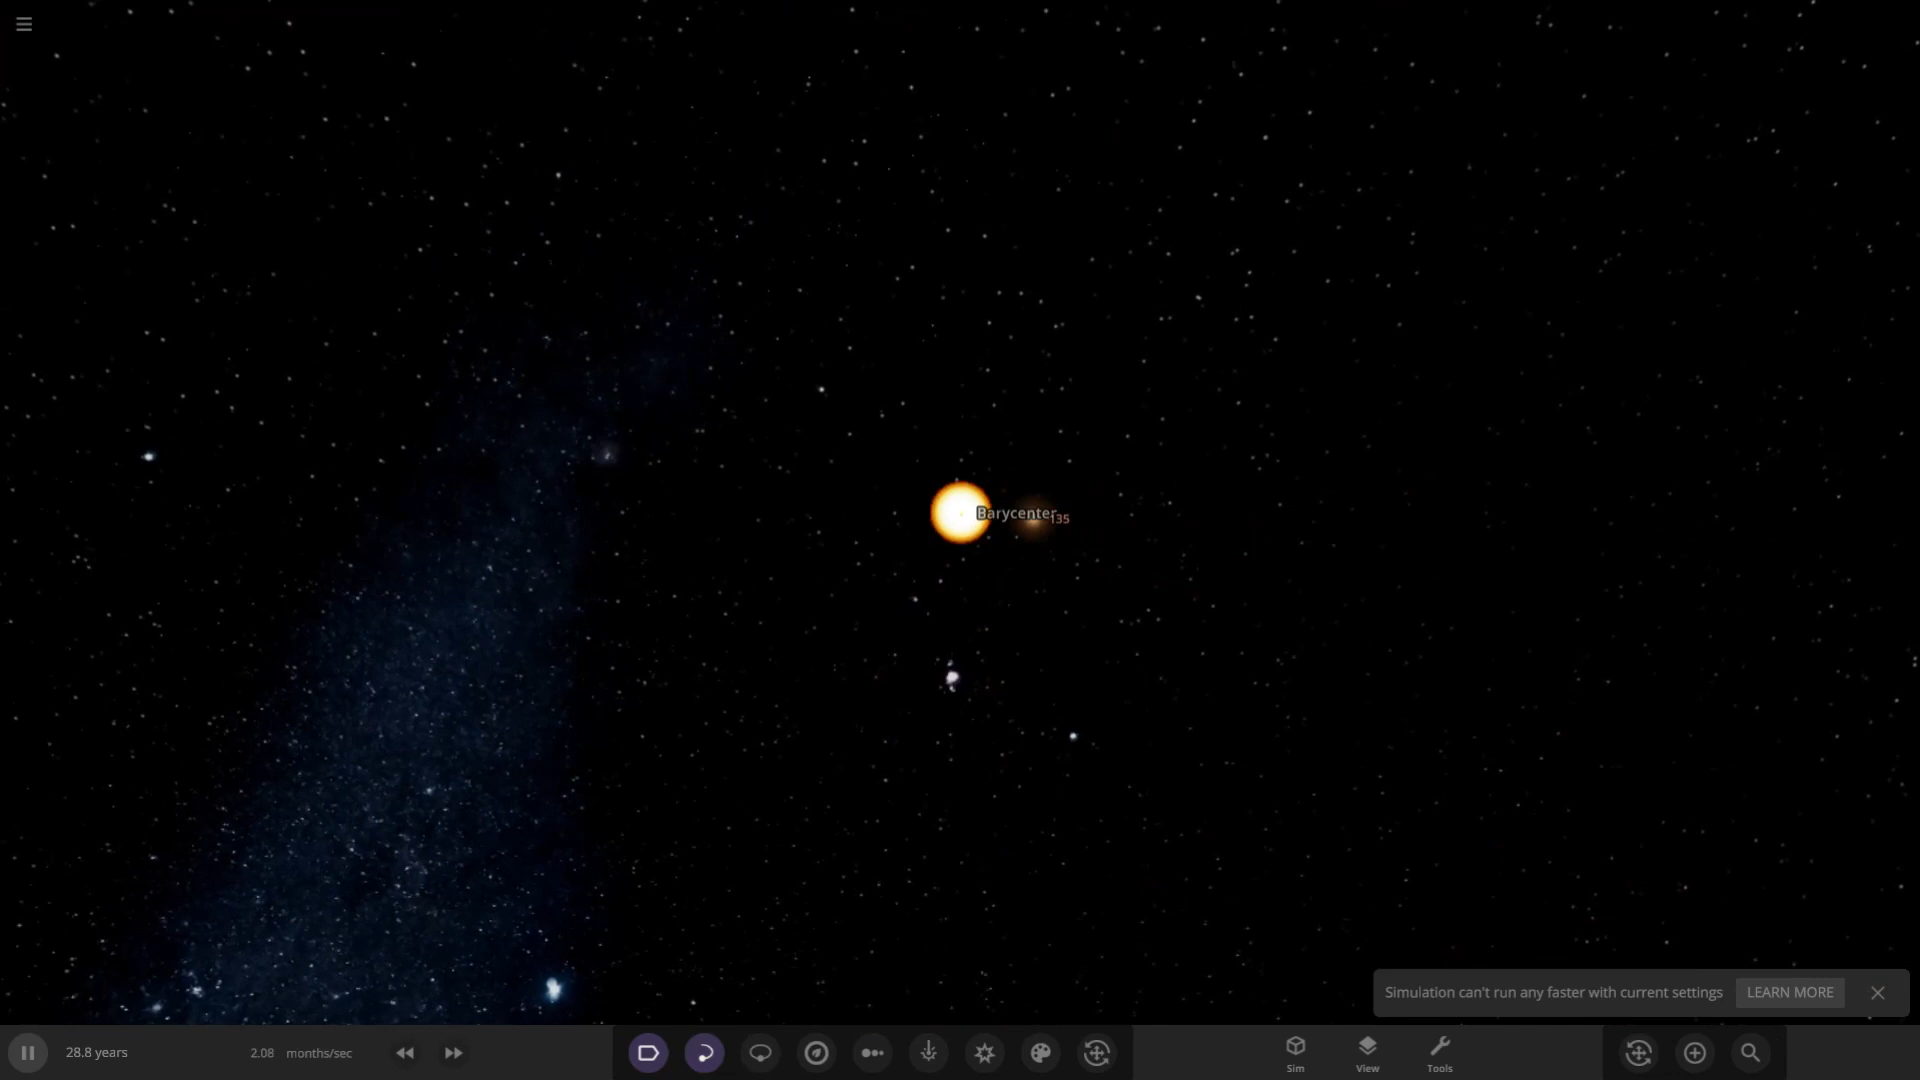 Barycenter
135
Simulation can't run any faster with current settings
LEARN MORE
28.8 years
2.08 months/sec
Sim
View
Tools